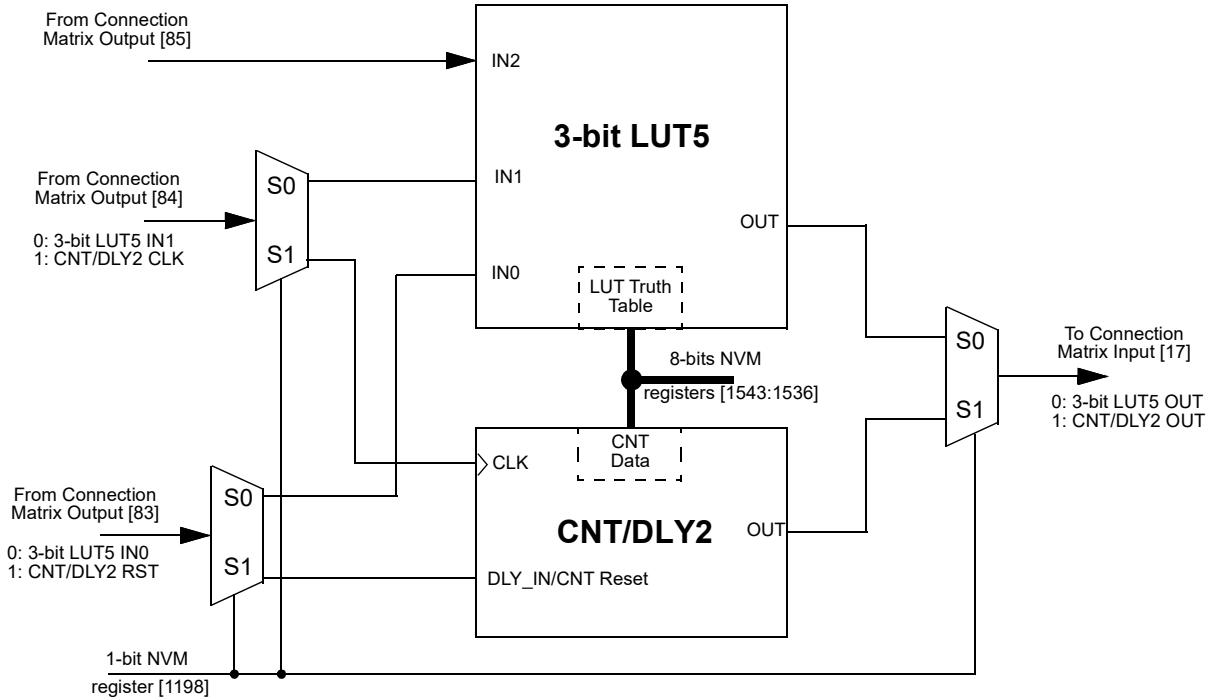 From Connection
Matrix Output [85]
IN2
3-bit LUT5
From Connection
Matrix Output [84]
0: 3-bit LUT5 IN1
1: CNT/DLY2 CLK
S0
S1
IN1
IN0
OUT
LUT Truth
Table
8-bits NVM
registers [1543:1536]
S0
S1
To Connection
Matrix Input [17]
0: 3-bit LUT5 OUT
1: CNT/DLY2 OUT
CNT
Data
CLK
CNT/DLY2
OUT
DLY_IN/CNT Reset
From Connection
Matrix Output [83]
0: 3-bit LUT5 IN0
1: CNT/DLY2 RST
S0
S1
1-bit NVM
register [1198]